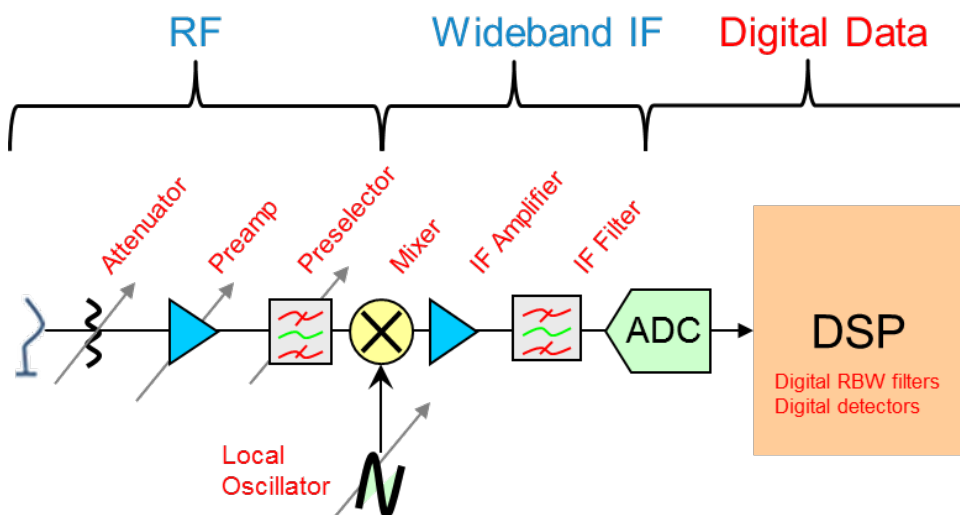 RF
Wideband IF
Digital Data
Attenuator
Preamp
Preselector
Mixer
IF Amplifier
IF Filter
ADC
DSP
Digital RBW filters
Digital detectors
Local
Oscillator